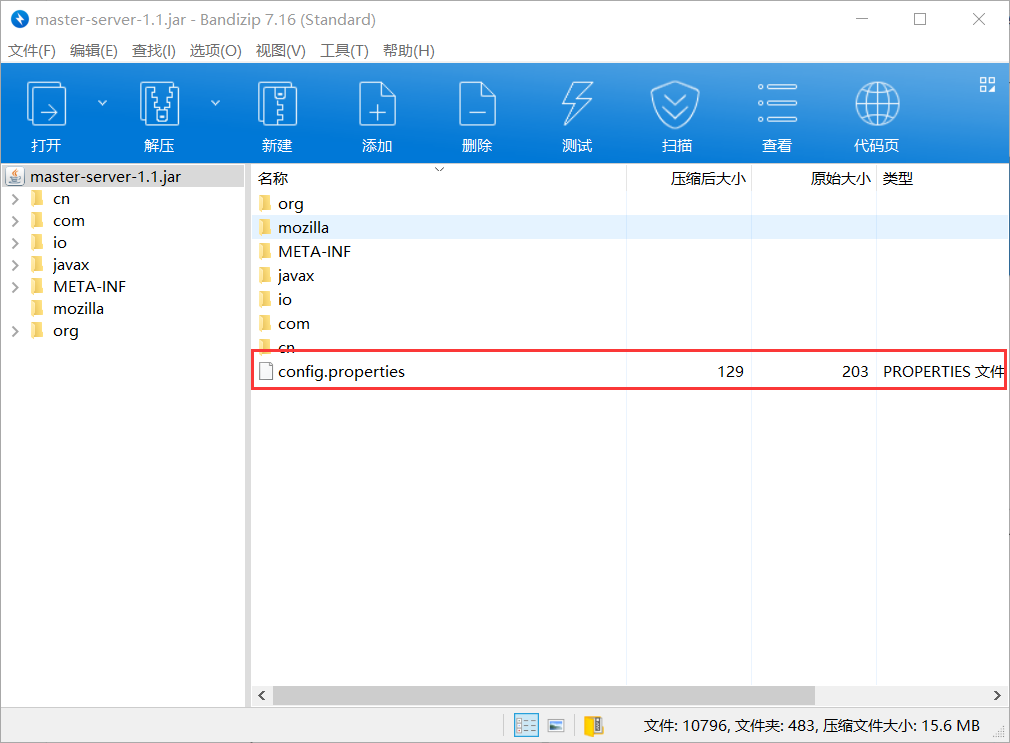 master-server-1.1.jar - Bandizip 7.16 (Standard)
文件(F) 编辑(E) 查找(I) 选项(O) 视图(V) 工具(T) 帮助(H)
打开 解压 新建 添加 删除 测试 扫描 查看 代码页
master-server-1.1.jar
cn
com
io
javax
META-INF
mozilla
org
名称 压缩后大小 原始大小 类型
org
mozilla
META-INF
javax
io
com
cn
config.properties 129 203 PROPERTIES 文件
文件: 10796, 文件夹: 483, 压缩文件大小: 15.6 MB